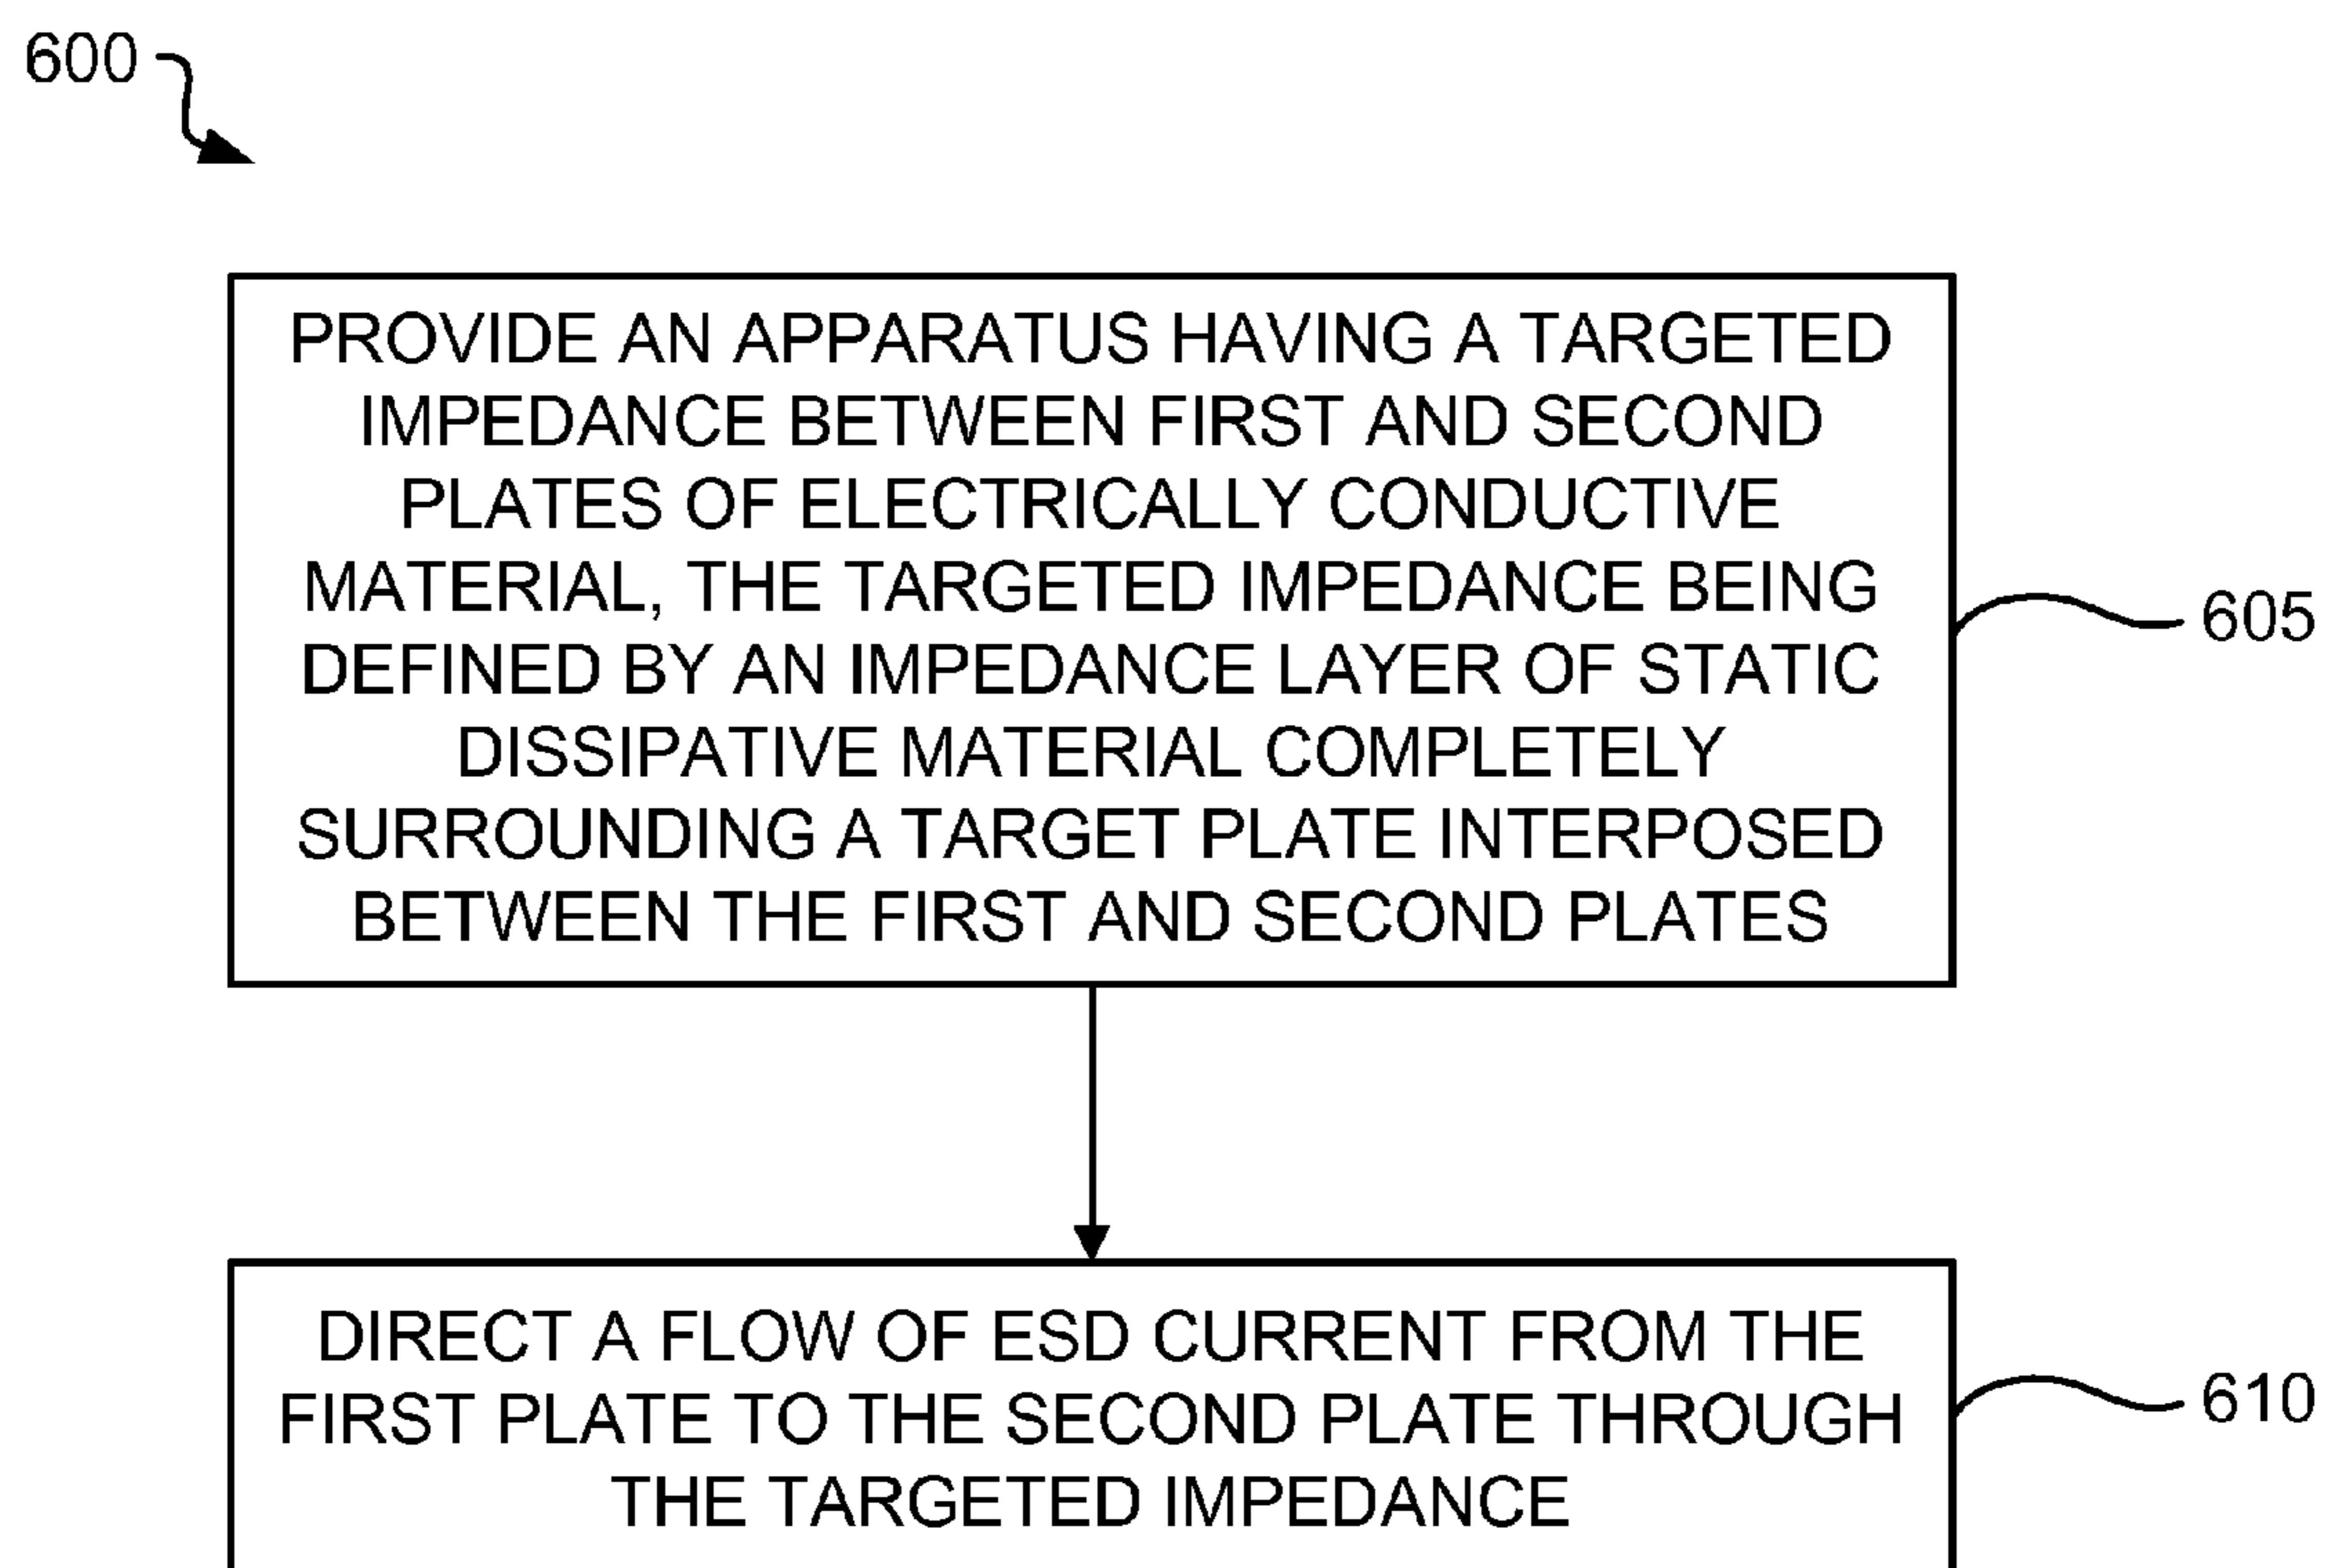 600
PROVIDE AN APPARATUS HAVING A TARGETED
IMPEDANCE BETWEEN FIRST AND SECOND
PLATES OF ELECTRICALLY CONDUCTIVE
MATERIAL, THE TARGETED IMPEDANCE BEING
DEFINED BY AN IMPEDANCE LAYER OF STATIC
DISSIPATIVE MATERIAL COMPLETELY
SURROUNDING A TARGET PLATE INTERPOSED
BETWEEN THE FIRST AND SECOND PLATES
605
DIRECT A FLOW OF ESD CURRENT FROM THE
FIRST PLATE TO THE SECOND PLATE THROUGH
THE TARGETED IMPEDANCE
610